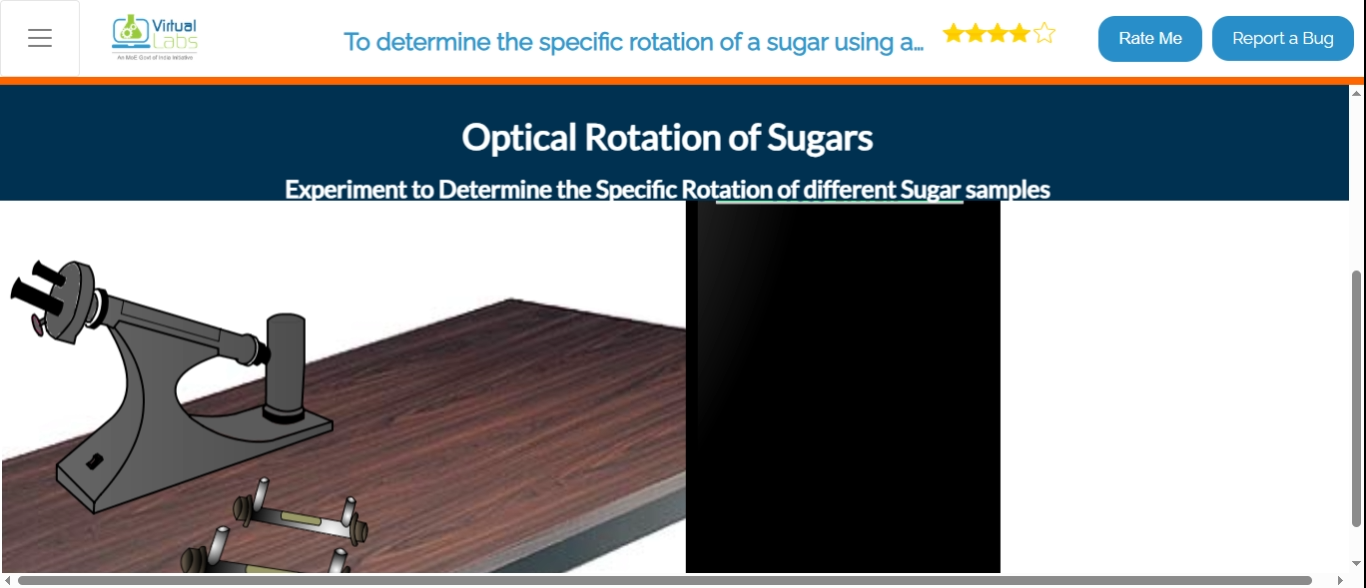 Virtual
Labs
An MoE Govt of India Initiative
To determine the specific rotation of a sugar using a...
Rate Me
Report a Bug
Optical Rotation of Sugars
Experiment to Determine the Specific Rotation of different Sugar samples